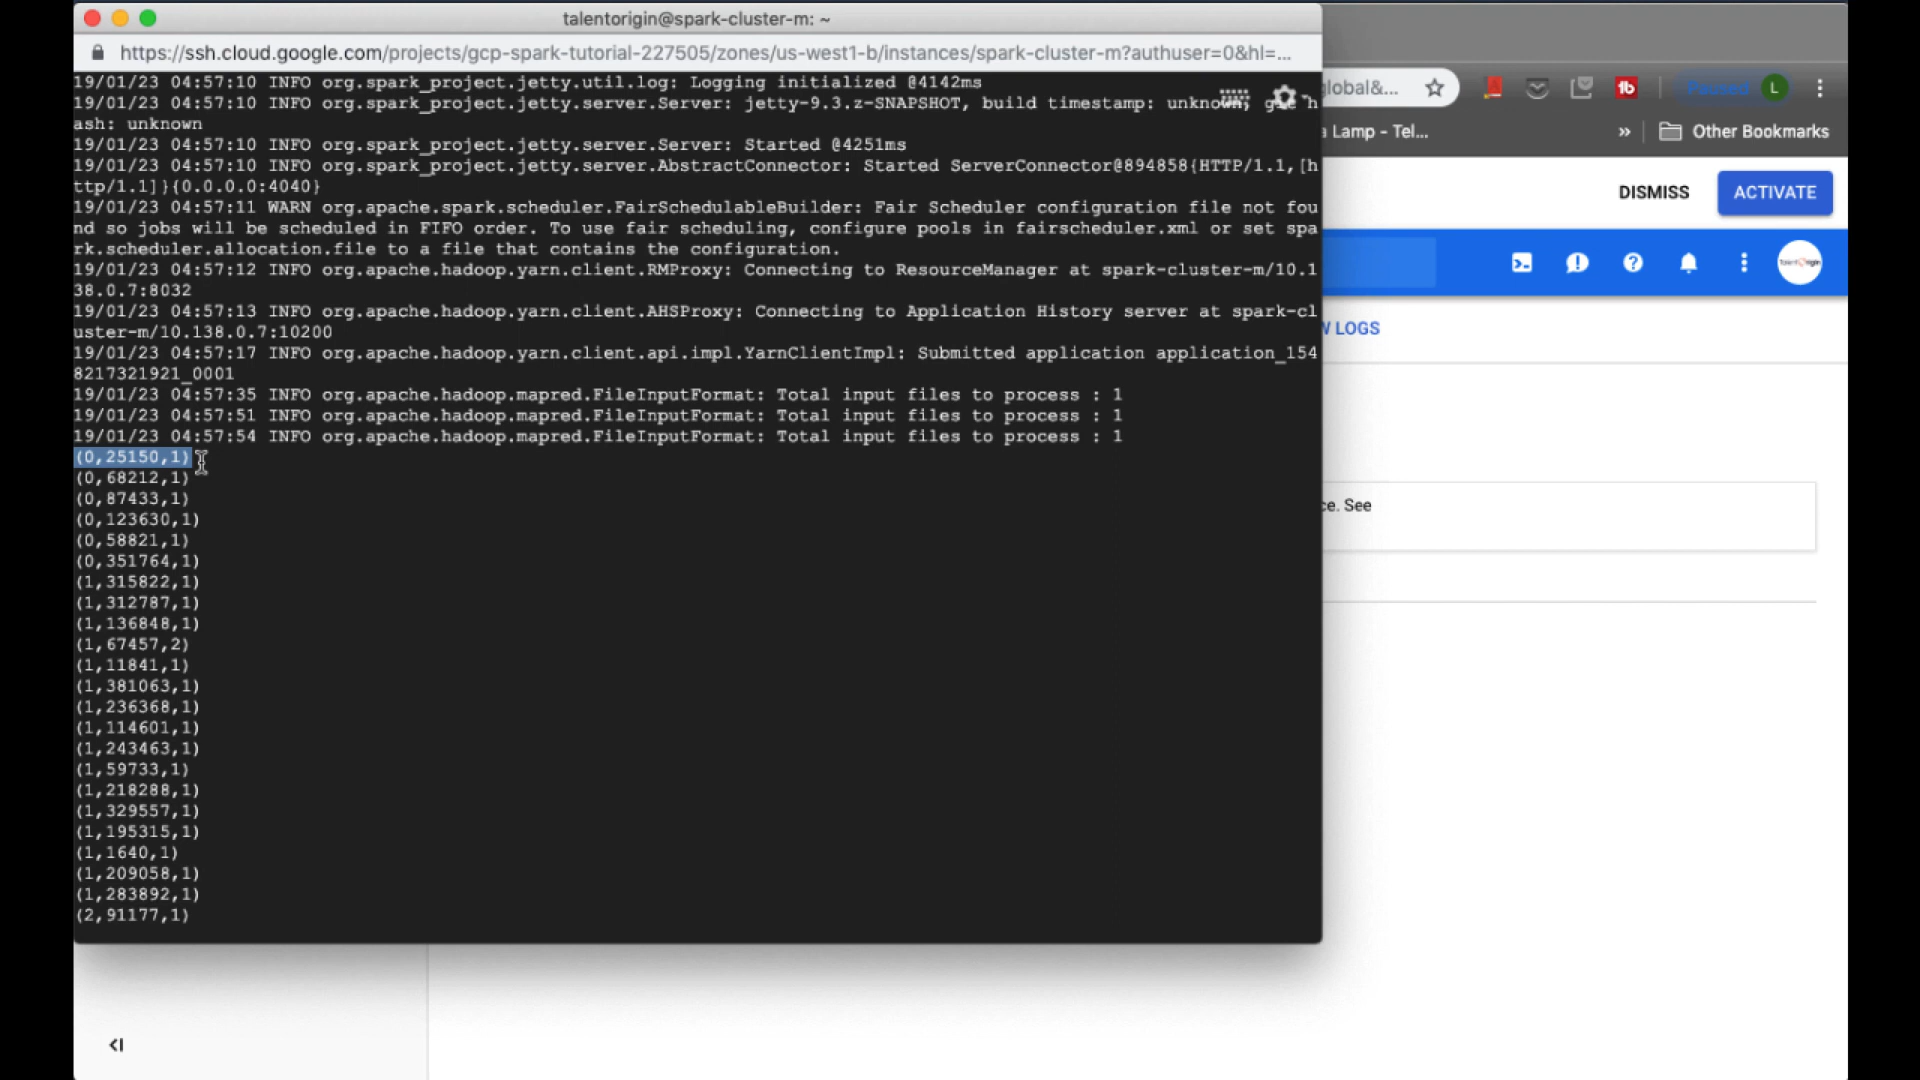 talentorigin@spark-cluster-m: ~
https://ssh.cloud.google.com/projects/gcp-spark-tutorial-227505/zones/us-west1-b/instances/spark-cluster-m?authuser=0&hl=...
19/01/23 04:57:10 INFO org.spark_project.jetty.util.log: Logging initialized @4142ms
19/01/23 04:57:10 INFO org.spark_project.jetty.server.Server: jetty-9.3.z-SNAPSHOT, build timestamp: unknown, git h
ash: unknown
19/01/23 04:57:10 INFO org.spark_project.jetty.server.Server: Started @4251ms
19/01/23 04:57:10 INFO org.spark_project.jetty.server.AbstractConnector: Started ServerConnector@894858{HTTP/1.1,[h
ttp/1.1]}{0.0.0.0:4040}
19/01/23 04:57:11 WARN org.apache.spark.scheduler.FairSchedulableBuilder: Fair Scheduler configuration file not fou
nd so jobs will be scheduled in FIFO order. To use fair scheduling, configure pools in fairscheduler.xml or set spa
rk.scheduler.allocation.file to a file that contains the configuration.
19/01/23 04:57:12 INFO org.apache.hadoop.yarn.client.RMProxy: Connecting to ResourceManager at spark-cluster-m/10.1
38.0.7:8032
19/01/23 04:57:13 INFO org.apache.hadoop.yarn.client.AHSProxy: Connecting to Application History server at spark-cl
uster-m/10.138.0.7:10200
19/01/23 04:57:17 INFO org.apache.hadoop.yarn.client.api.impl.YarnClientImpl: Submitted application application_154
8217321921_0001
19/01/23 04:57:35 INFO org.apache.hadoop.mapred.FileInputFormat: Total input files to process : 1
19/01/23 04:57:51 INFO org.apache.hadoop.mapred.FileInputFormat: Total input files to process : 1
19/01/23 04:57:54 INFO org.apache.hadoop.mapred.FileInputFormat: Total input files to process : 1
(0,25150,1)
(0,68212,1)
(0,87433,1)
(0,123630,1)
(0,58821,1)
(0,351764,1)
(1,315822,1)
(1,312787,1)
(1,136848,1)
(1,67457,2)
(1,11841,1)
(1,381063,1)
(1,236368,1)
(1,114601,1)
(1,243463,1)
(1,59733,1)
(1,218288,1)
(1,329557,1)
(1,195315,1)
(1,1640,1)
(1,209058,1)
(1,283892,1)
(2,91177,1)
lobal&...
tb
Paused L
a Lamp - Tel...
» Other Bookmarks
DISMISS ACTIVATE
W LOGS
ce. See